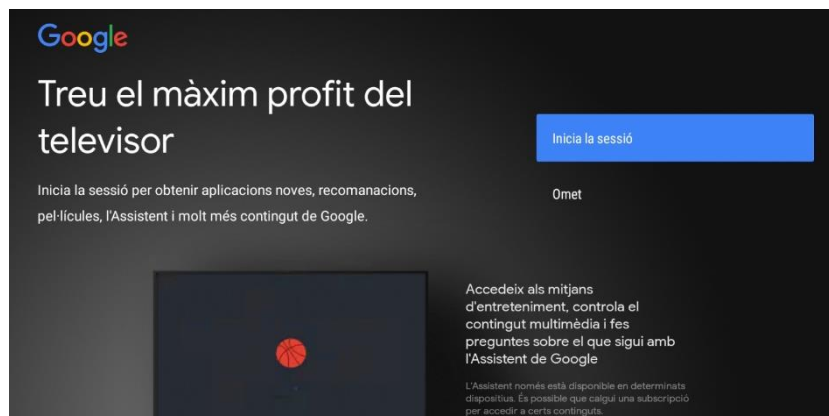 Google
Treu el màxim profit del
televisor
Inicia la sessió per obtenir aplicacions noves, recomanacions,
pel·lícules, l'Assistent i molt més contingut de Google.
Inicia la sessió
Omet
Accedeix als mitjans
d'entreteniment, controla el
contingut multimèdia i fes
preguntes sobre el que sigui amb
l'Assistent de Google
L'Assistent només està disponible en determinats
dispositius. És possible que calgui una subscripció
per accedir a certs continguts.